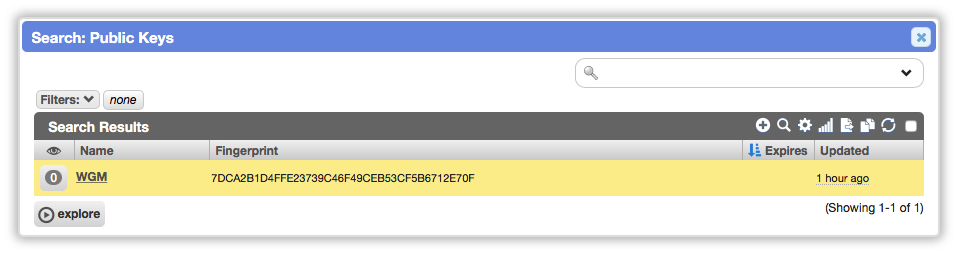 Search: Public Keys
Filters: none
Search Results
Name Fingerprint Expires Updated
0 WGM 7DCA2B1D4FFE23739C46F49CEB53CF5B6712E70F 1 hour ago
explore (Showing 1-1 of 1)